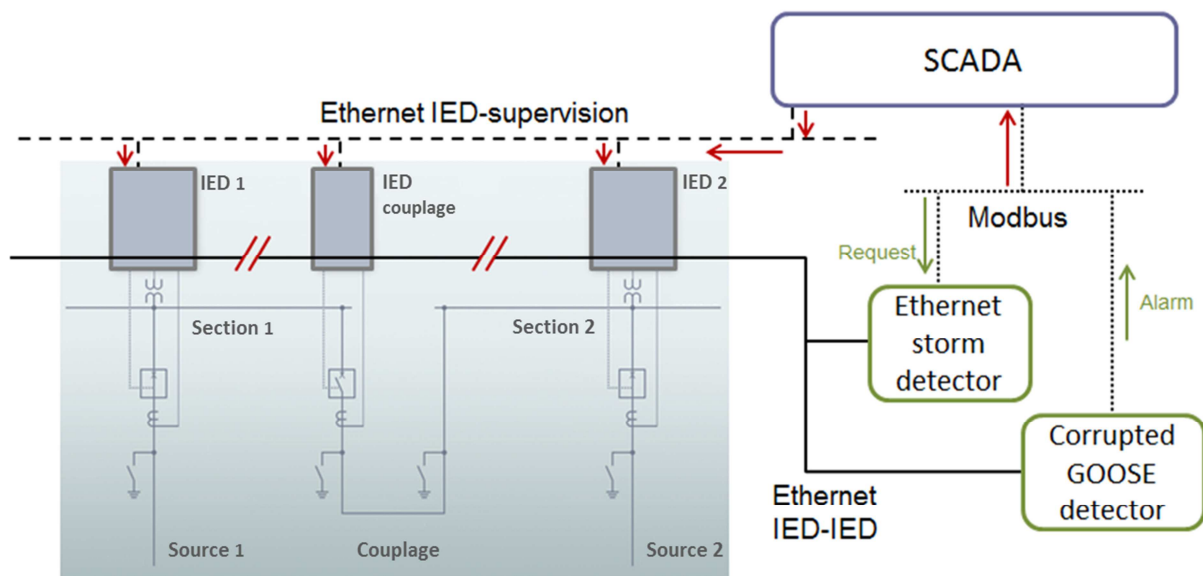 SCADA
Ethernet IED-supervision
IED 1
IED
couplage
IED 2
Modbus
Request
Alarm
Ethernet
storm
detector
Section 1
Section 2
Corrupted
GOOSE
detector
Ethernet
IED-IED
Source 1
Couplage
Source 2